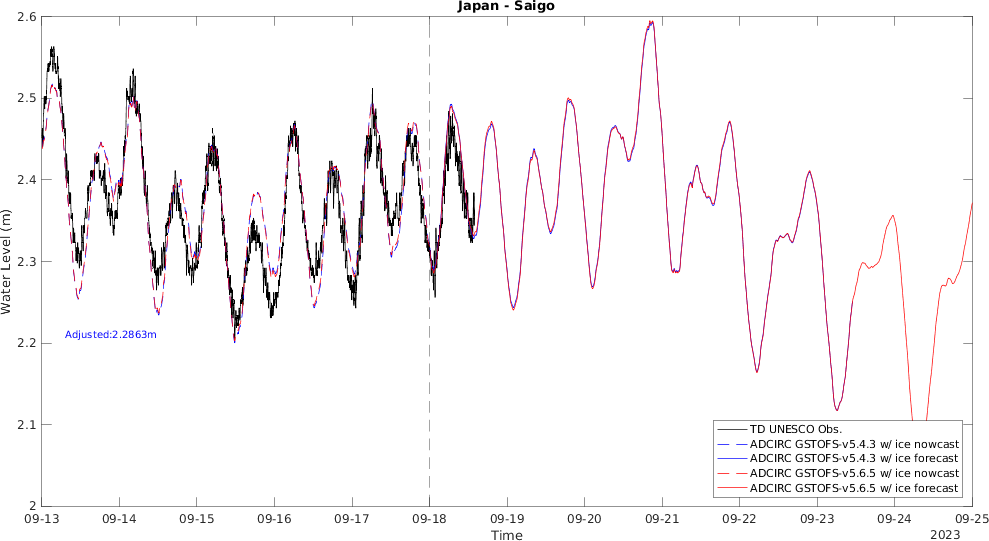 Japan - Saigo
2.6
2.5
2.4
2.3
2.2
2.1
2
Water Level (m)
Adjusted:2.2863m
TD UNESCO Obs.
ADCIRC GSTOFS-v5.4.3 w/ ice nowcast
ADCIRC GSTOFS-v5.4.3 w/ ice forecast
ADCIRC GSTOFS-v5.6.5 w/ ice nowcast
ADCIRC GSTOFS-v5.6.5 w/ ice forecast
09-13 09-14 09-15 09-16 09-17 09-18 09-19 09-20 09-21 09-22 09-23 09-24 09-25
Time
2023